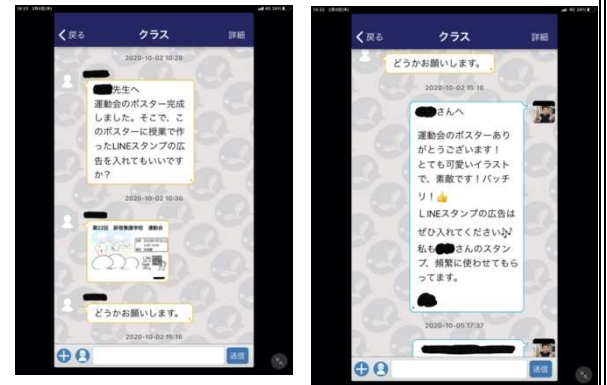 戻る
クラス
詳細
2020-10-02 10:28
先生へ
運動会のポスター完成
しました。そこで、こ
のポスターに授業で作
ったLINEスタンプの広
告を入れてもいいです
か？
2020-10-02 10:30
運動会
どうかお願いします。
2020-10-02 15:16
送信
戻る
クラス
詳細
どうかお願いします。
2020-10-02 15:16
さんへ
運動会のポスターあり
がとうございます！
とても可愛いイラスト
で、素敵です！バッチ
リ！👍
ＬＩＮＥスタンプの広告は
ぜひ入れてください🎶
私も
さんのスタン
プ、頻繁に使わせてもら
ってます。
2020-10-05 17:37
送信